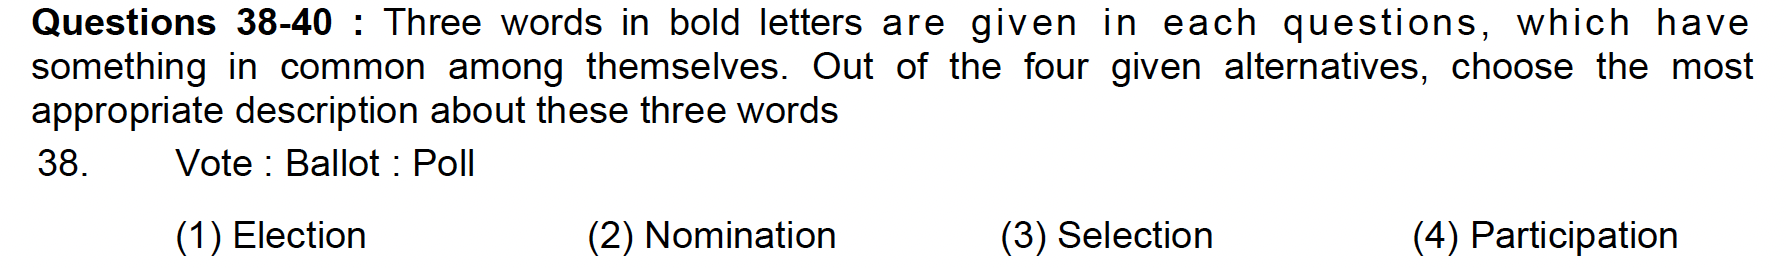 Questions 38-40 : Three words in bold letters are given in each questions, which have
something in common among themselves. Out of the four given alternatives, choose the most
appropriate description about these three words
38. Vote : Ballot : Poll
(1) Election (2) Nomination (3) Selection (4) Participation